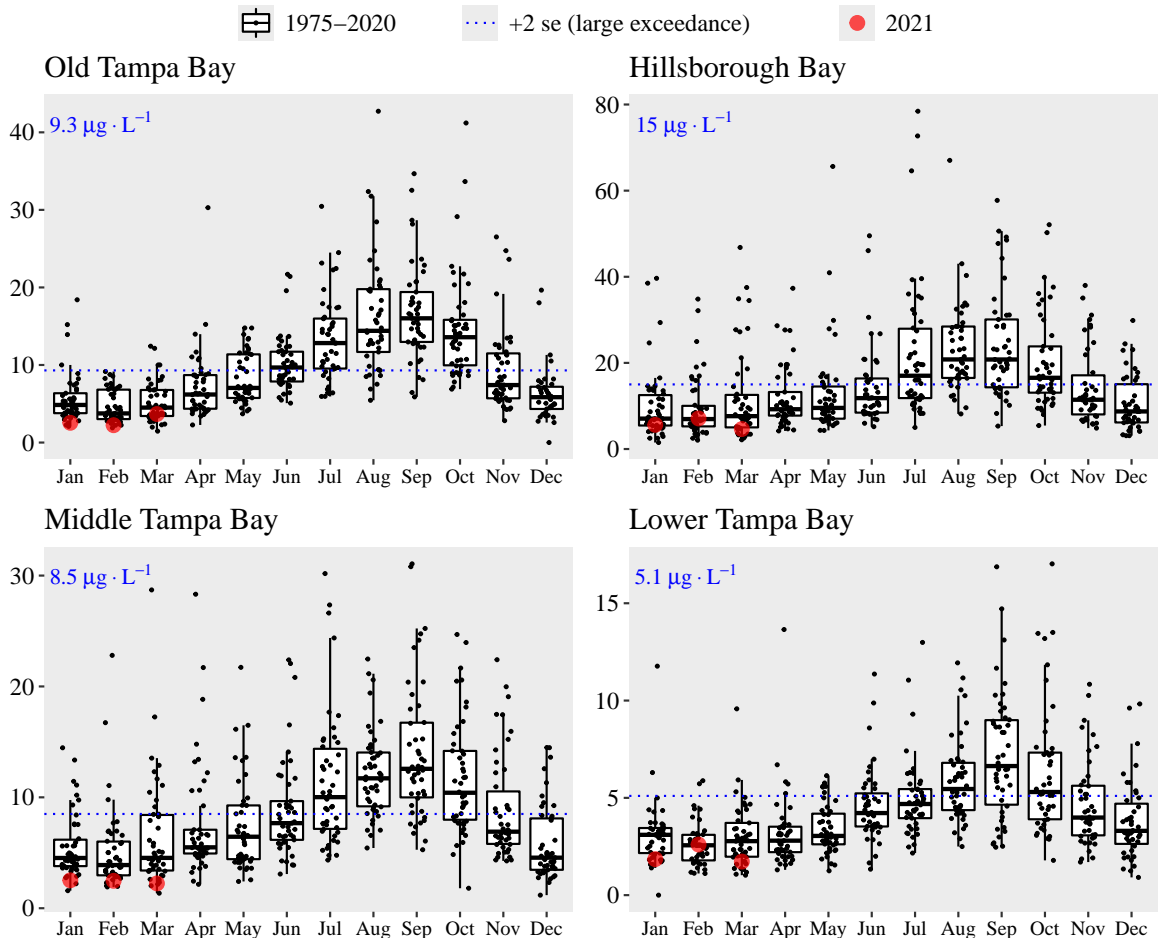 1975–2020 +2 se (large exceedance) 2021
Old Tampa Bay
9.3 μg · L⁻¹
40
30
20
10
0
Jan Feb Mar Apr May Jun Jul Aug Sep Oct Nov Dec
Hillsborough Bay
15 μg · L⁻¹
80
60
40
20
0
Jan Feb Mar Apr May Jun Jul Aug Sep Oct Nov Dec
Middle Tampa Bay
8.5 μg · L⁻¹
30
20
10
0
Jan Feb Mar Apr May Jun Jul Aug Sep Oct Nov Dec
Lower Tampa Bay
5.1 μg · L⁻¹
15
10
5
0
Jan Feb Mar Apr May Jun Jul Aug Sep Oct Nov Dec